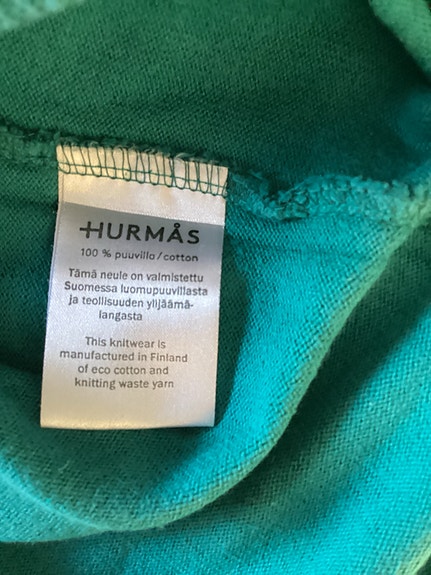 HURMÅS
100 % puuvilla/cotton
Tämä neule on valmistettu
Suomessa luomupuuvillasta
ja teollisuuden ylijäämä-
langasta
This knitwear is
manufactured in Finland
of eco cotton and
knitting waste yarn